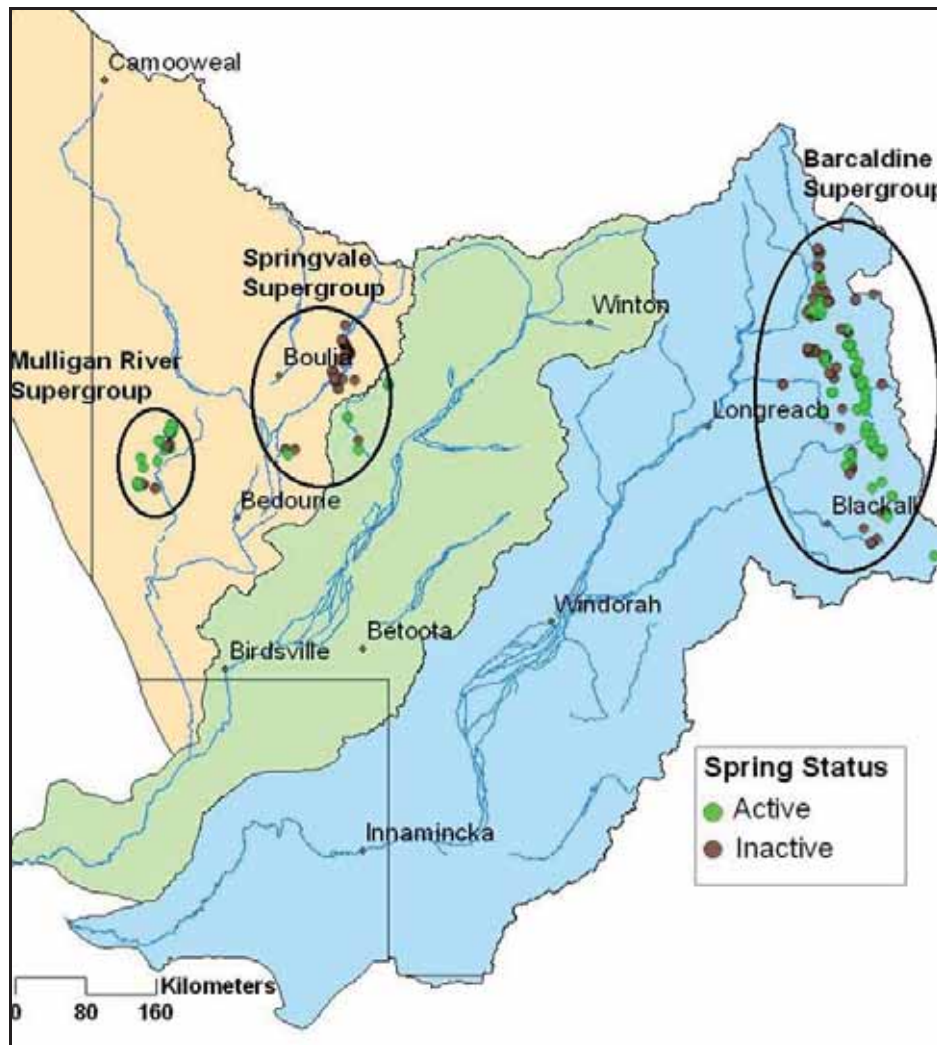 Camooweal
Barcaldine
Supergroup
Springvale
Supergroup
Winton
Boulia
Mulligan River
Supergroup
Longreach
Bedourie
Blackall
Windorah
Betoota
Birdsville
Spring Status
Active
Inactive
Innamincka
Kilometers
0 80 160